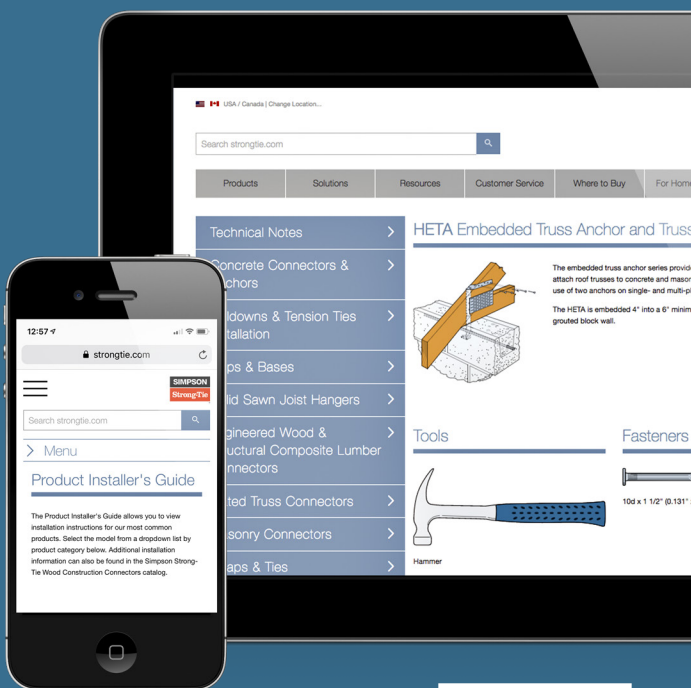 USA / Canada | Change Location...
Search strongtie.com
Products Solutions Resources Customer Service Where to Buy For Home
Technical Notes
Concrete Connectors &
chors
ldowns & Tension Ties
tallation
ps & Bases
lid Sawn Joist Hangers
gineered Wood &
uctural Composite Lumber
nnectors
ted Truss Connectors
sonry Connectors
aps & Ties
HETA Embedded Truss Anchor and Truss
The embedded truss anchor series provid
attach roof trusses to concrete and mason
use of two anchors on single- and multi-pl
The HETA is embedded 4" into a 6" minim
grouted block wall.
Tools
Hammer
Fasteners
10d x 1 1/2" (0.131"
12:57
strongtie.com
SIMPSON
Strong-Tie
Search strongtie.com
Menu
Product Installer's Guide
The Product Installer's Guide allows you to view
installation instructions for our most common
products. Select the model from a dropdown list by
product category below. Additional installation
information can also be found in the Simpson Strong-
Tie Wood Construction Connectors catalog.